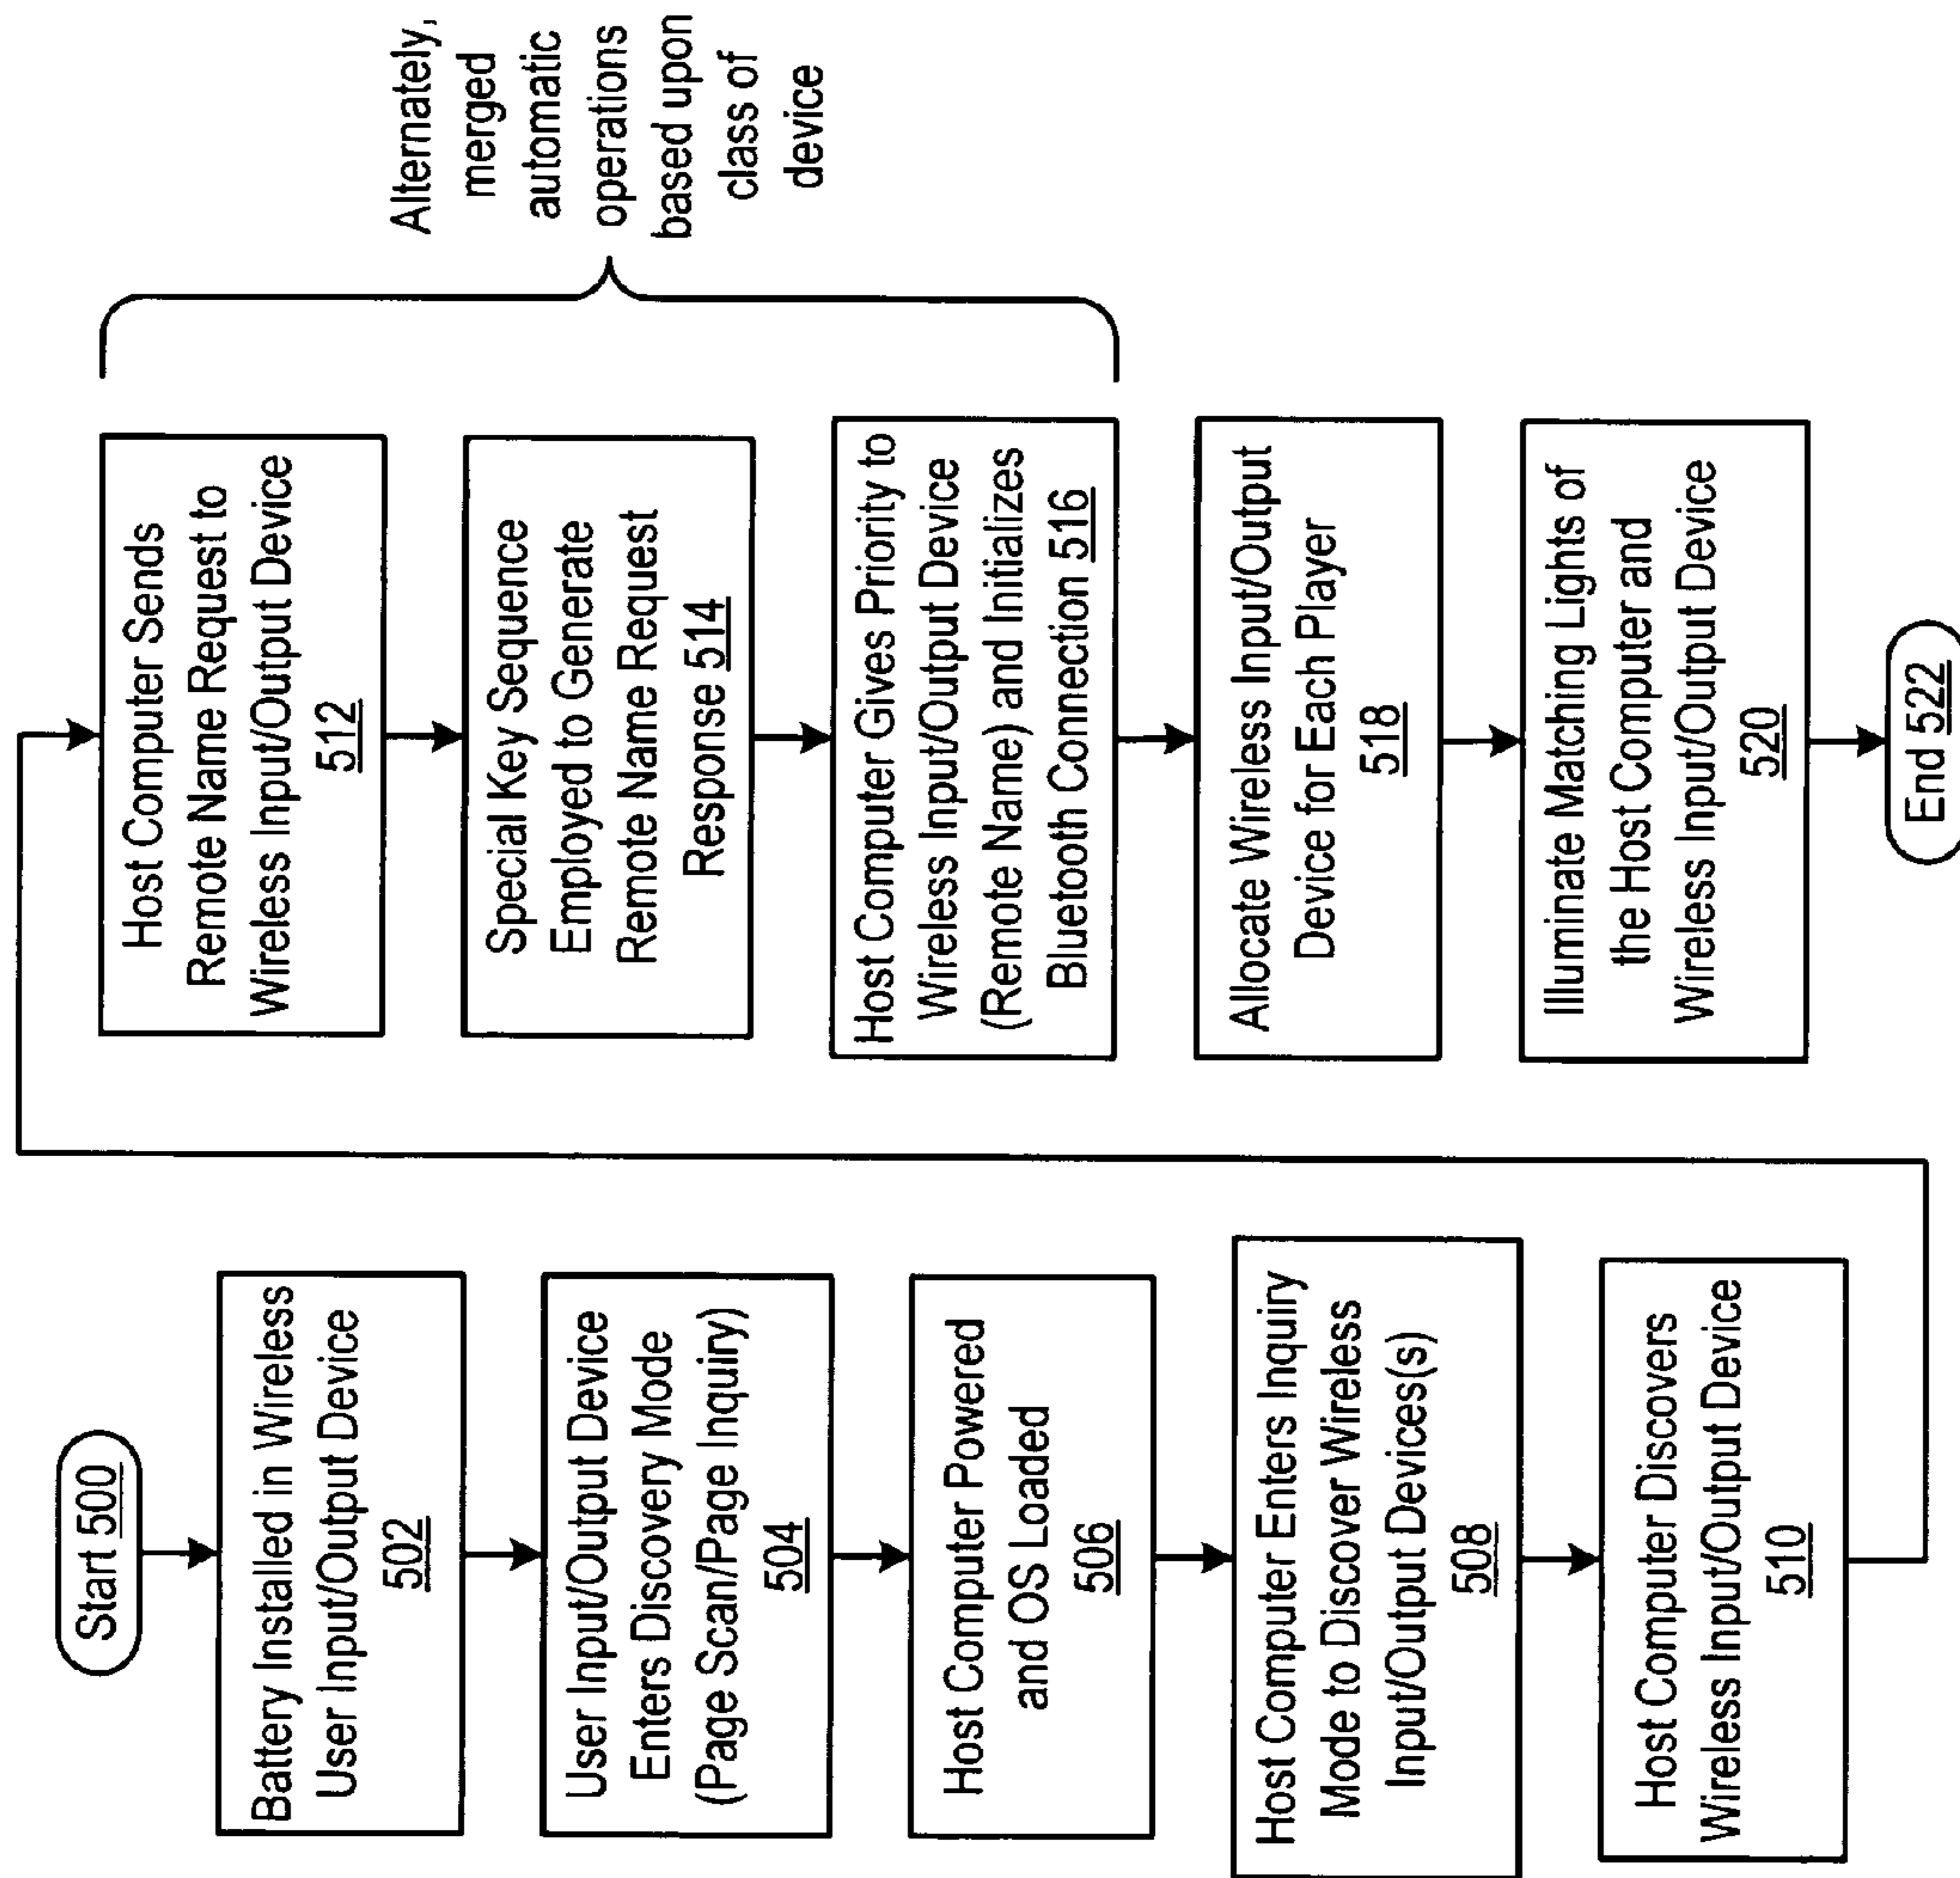 Start 500
Battery Installed in Wireless
User Input/Output Device
502
User Input/Output Device
Enters Discovery Mode
(Page Scan/Page Inquiry)
504
Host Computer Powered
and OS Loaded
506
Host Computer Enters Inquiry
Mode to Discover Wireless
Input/Output Devices(s)
508
Host Computer Discovers
Wireless Input/Output Device
510
Host Computer Sends
Remote Name Request to
Wireless Input/Output Device
512
Special Key Sequence
Employed to Generate
Remote Name Request
Response 514
Host Computer Gives Priority to
Wireless Input/Output Device
(Remote Name) and Initializes
Bluetooth Connection 516
Allocate Wireless Input/Output
Device for Each Player
518
Illuminate Matching Lights of
the Host Computer and
Wireless Input/Output Device
520
End 522
Alternately,
merged
automatic
operations
based upon
class of
device